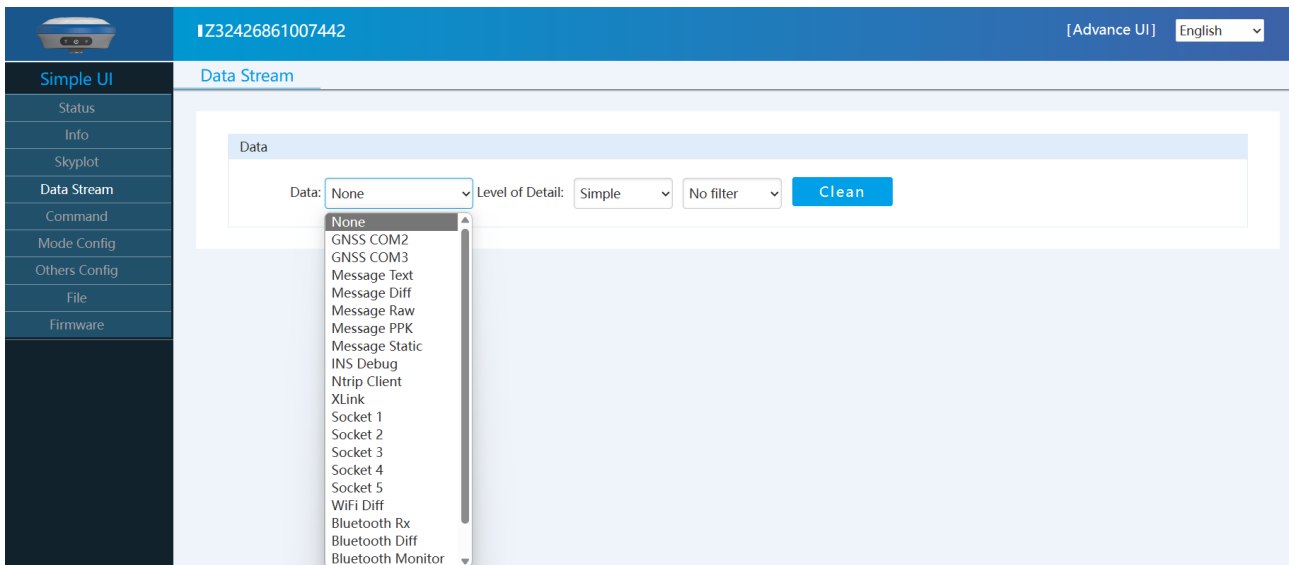 IZ32426861007442
[Advance UI]
English
Simple UI
Data Stream
Status
Info
Skyplot
Data Stream
Command
Mode Config
Others Config
File
Firmware
Data
Data: None Level of Detail: Simple No filter Clean
None
GNSS COM2
GNSS COM3
Message Text
Message Diff
Message Raw
Message PPK
Message Static
INS Debug
Ntrip Client
XLink
Socket 1
Socket 2
Socket 3
Socket 4
Socket 5
WiFi Diff
Bluetooth Rx
Bluetooth Diff
Bluetooth Monitor